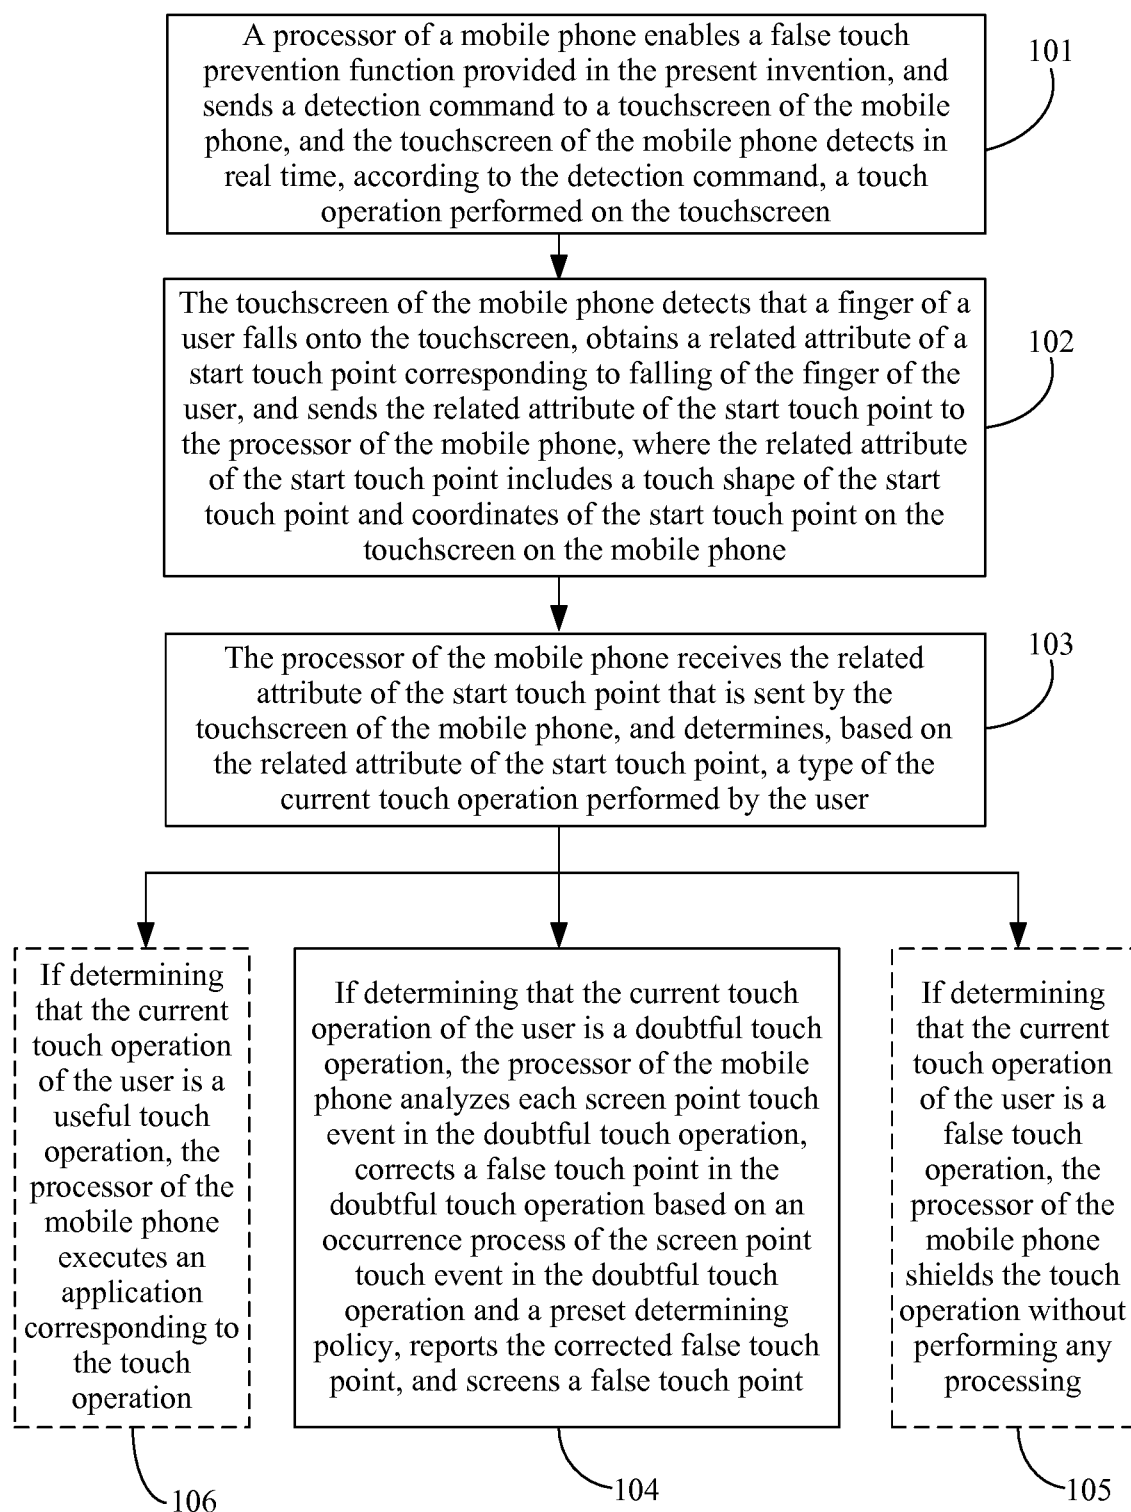 A processor of a mobile phone enables a false touch
prevention function provided in the present invention, and
sends a detection command to a touchscreen of the mobile
phone, and the touchscreen of the mobile phone detects in
real time, according to the detection command, a touch
operation performed on the touchscreen
101
The touchscreen of the mobile phone detects that a finger of a
user falls onto the touchscreen, obtains a related attribute of a
start touch point corresponding to falling of the finger of the
user, and sends the related attribute of the start touch point to
the processor of the mobile phone, where the related attribute
of the start touch point includes a touch shape of the start
touch point and coordinates of the start touch point on the
touchscreen on the mobile phone
102
The processor of the mobile phone receives the related
attribute of the start touch point that is sent by the
touchscreen of the mobile phone, and determines, based on
the related attribute of the start touch point, a type of the
current touch operation performed by the user
103
If determining
that the current
touch operation
of the user is a
useful touch
operation, the
processor of the
mobile phone
executes an
application
corresponding to
the touch
operation
106
If determining that the current touch
operation of the user is a doubtful touch
operation, the processor of the mobile
phone analyzes each screen point touch
event in the doubtful touch operation,
corrects a false touch point in the
doubtful touch operation based on an
occurrence process of the screen point
touch event in the doubtful touch
operation and a preset determining
policy, reports the corrected false touch
point, and screens a false touch point
104
If determining
that the current
touch operation
of the user is a
false touch
operation, the
processor of the
mobile phone
shields the touch
operation without
performing any
processing
105